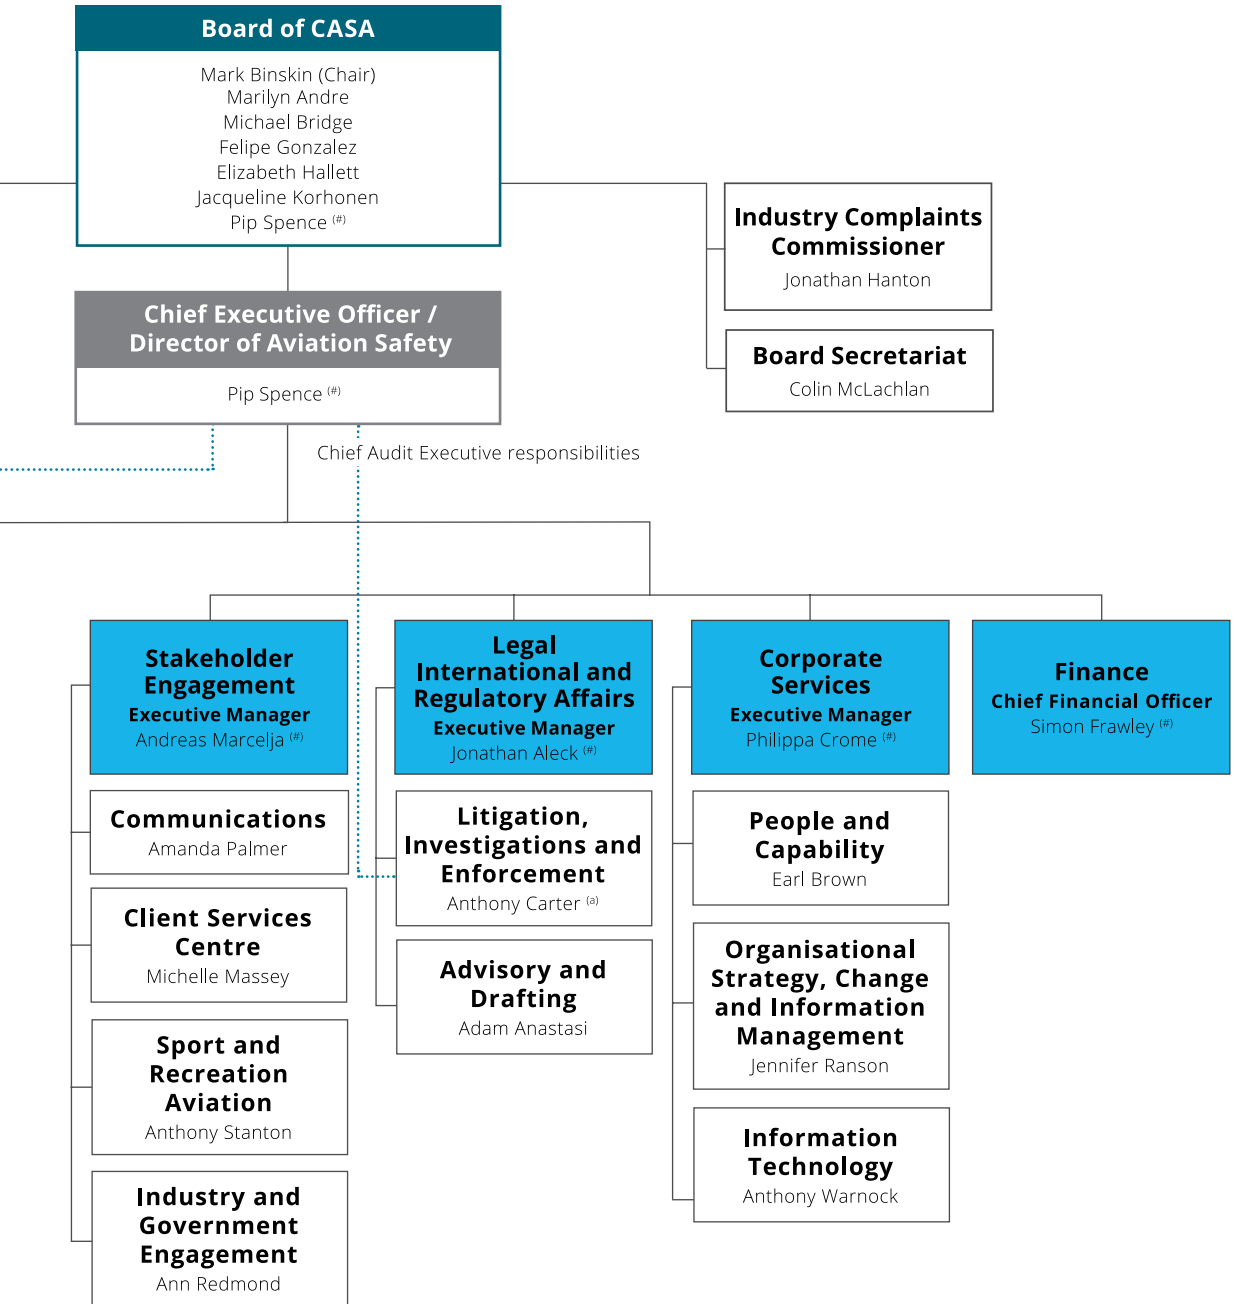 Board of CASA
Mark Binskin (Chair)
Marilyn Andre
Michael Bridge
Felipe Gonzalez
Elizabeth Hallett
Jacqueline Korhonen
Pip Spence (#)
Industry Complaints
Commissioner
Jonathan Hanton
Board Secretariat
Colin McLachlan
Chief Executive Officer /
Director of Aviation Safety
Pip Spence (#)
Chief Audit Executive responsibilities
Stakeholder
Engagement
Executive Manager
Andreas Marcelja (#)
Communications
Amanda Palmer
Client Services
Centre
Michelle Massey
Sport and
Recreation
Aviation
Anthony Stanton
Industry and
Government
Engagement
Ann Redmond
Legal
International and
Regulatory Affairs
Executive Manager
Jonathan Aleck (#)
Litigation,
Investigations and
Enforcement
Anthony Carter (a)
Advisory and
Drafting
Adam Anastasi
Corporate
Services
Executive Manager
Philippa Crome (#)
People and
Capability
Earl Brown
Organisational
Strategy, Change
and Information
Management
Jennifer Ranson
Information
Technology
Anthony Warnock
Finance
Chief Financial Officer
Simon Frawley (#)